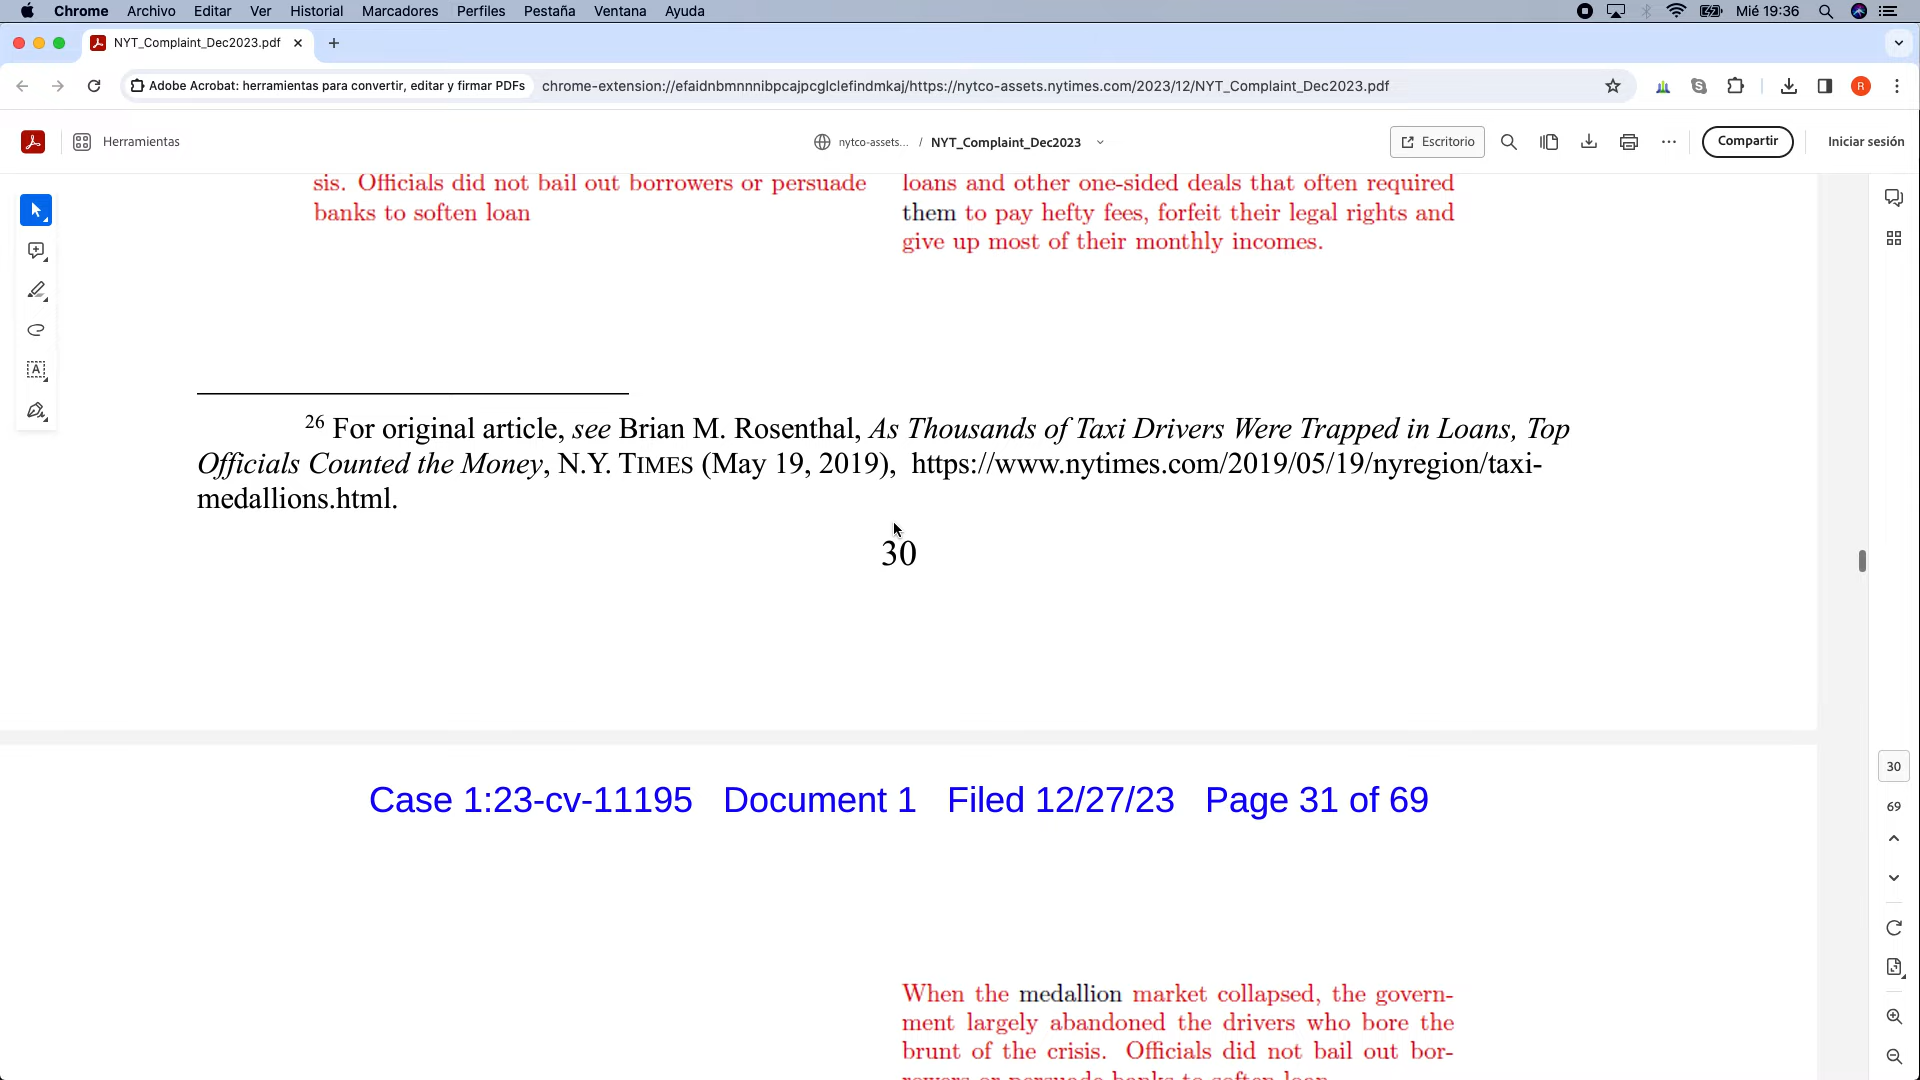 Chrome Archivo Editar Ver Historial Marcadores Perfiles Pestaña Ventana Ayuda Mié 19:36
NYT_Complaint_Dec2023.pdf
Adobe Acrobat: herramientas para convertir, editar y firmar PDFs chrome-extension://efaidnbmnnnibpcajpcglclefindmkaj/https://nytco-assets.nytimes.com/2023/12/NYT_Complaint_Dec2023.pdf R
Herramientas nytco-assets... / NYT_Complaint_Dec2023 Escritorio Compartir Iniciar sesión
sis. Officials did not bail out borrowers or persuade
banks to soften loan
loans and other one-sided deals that often required
them to pay hefty fees, forfeit their legal rights and
give up most of their monthly incomes.
26 For original article, see Brian M. Rosenthal, As Thousands of Taxi Drivers Were Trapped in Loans, Top
Officials Counted the Money, N.Y. TIMES (May 19, 2019), https://www.nytimes.com/2019/05/19/nyregion/taxi-
medallions.html.
30
Case 1:23-cv-11195 Document 1 Filed 12/27/23 Page 31 of 69
When the medallion market collapsed, the govern-
ment largely abandoned the drivers who bore the
brunt of the crisis. Officials did not bail out bor-
rowers or persuade banks to soften loan
30
69